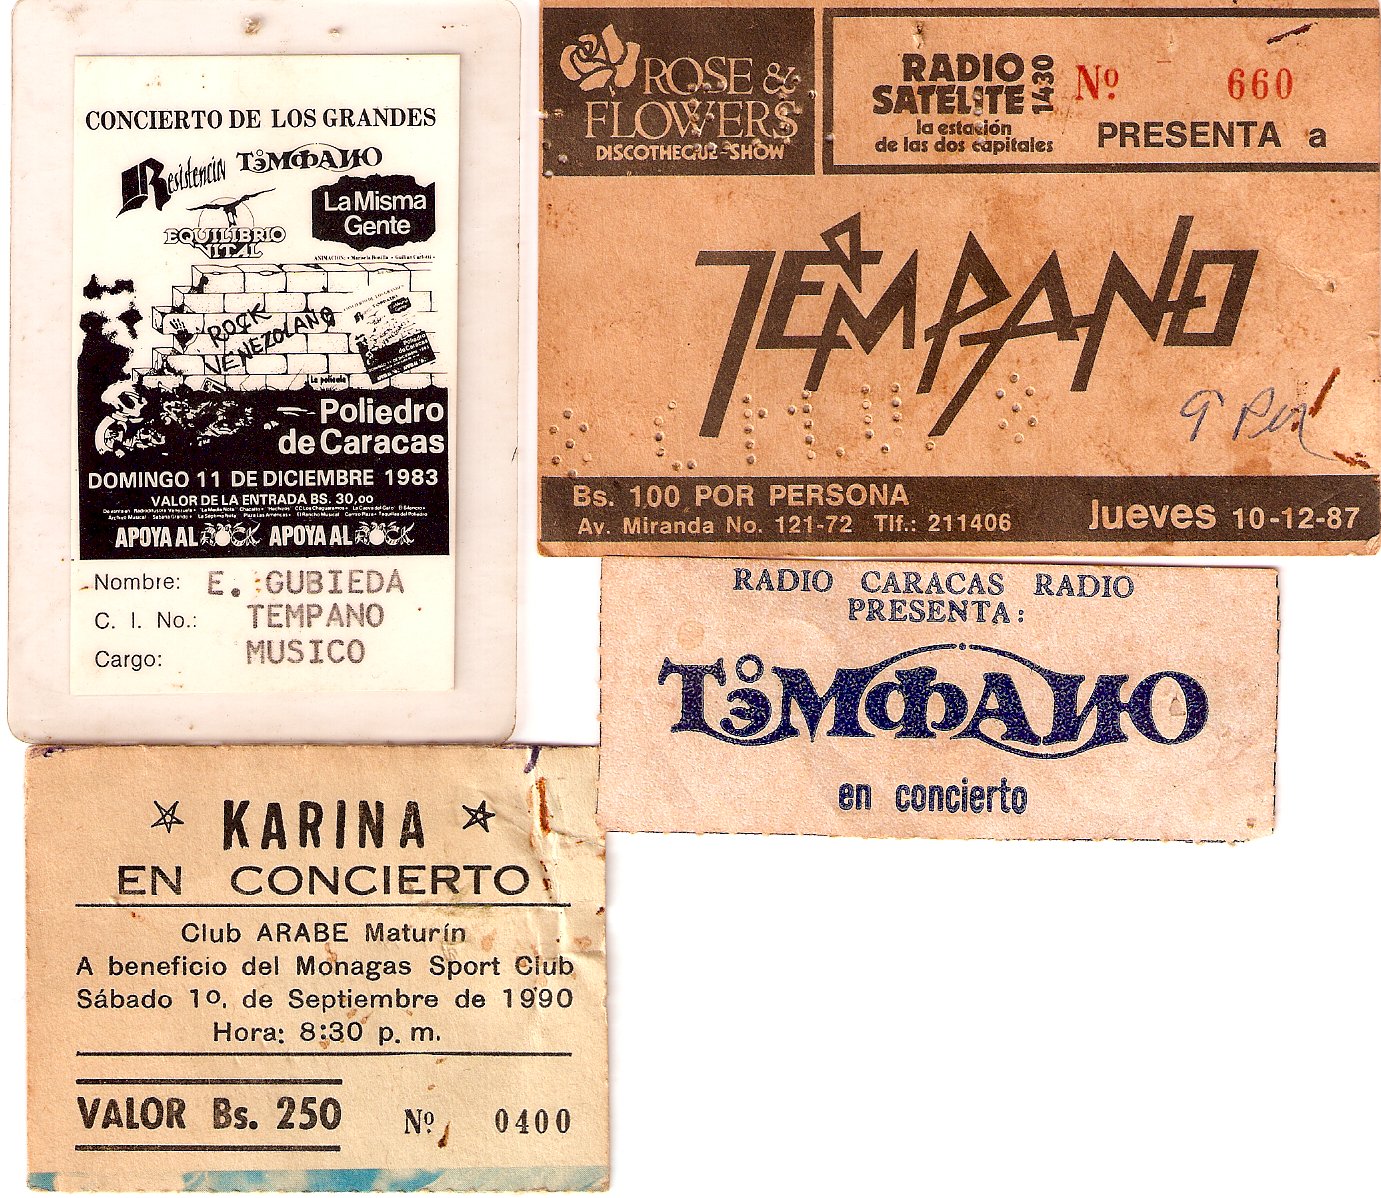 CONCIERTO DE LOS GRANDES
Resistencia
TэMФAИO
EQUILIBRIO
VITAL
La Misma
Gente
ANIMACION:
ROCK
VENEZOLANO
La película
Poliedro
de Caracas
DOMINGO 11 DE DICIEMBRE 1983
VALOR DE LA ENTRADA BS. 30,00
APOYA AL ROCK APOYA AL ROCK
Nombre: E. GUBIEDA
C. I. No.: TEMPANO
Cargo: MUSICO
ROSE &
FLOWERS
DISCOTHEQUE-SHOW
RADIO
SATELITE
1430
la estación
de las dos capitales
Nº 660
PRESENTA a
TEMPANO
Bs. 100 POR PERSONA
Av. Miranda No. 121-72 Tlf.: 211406
Jueves 10-12-87
RADIO CARACAS RADIO
PRESENTA:
TэMФAИO
en concierto
KARINA
EN CONCIERTO
Club ARABE Maturín
A beneficio del Monagas Sport Club
Sábado 1º. de Septiembre de 1990
Hora: 8:30 p. m.
VALOR Bs. 250
Nº 0400